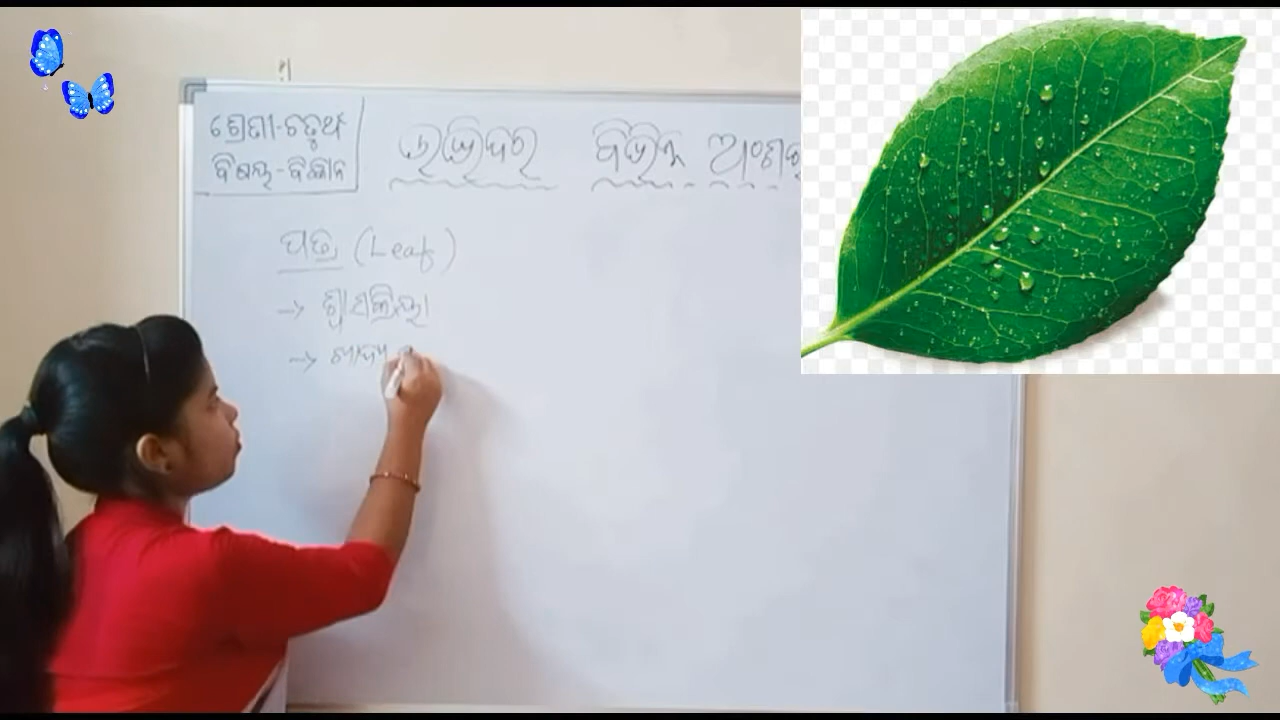 ଶ୍ରେଣୀ-ଚତୁର୍ଥ
ବିଷୟ-ବିଜ୍ଞାନ
ଉଦ୍ଭିଦର ବିଭିନ୍ନ
ପତ୍ର (Leaf)
→ ଶ୍ୱାସକ୍ରିୟା
→ ଖାଦ୍ୟ